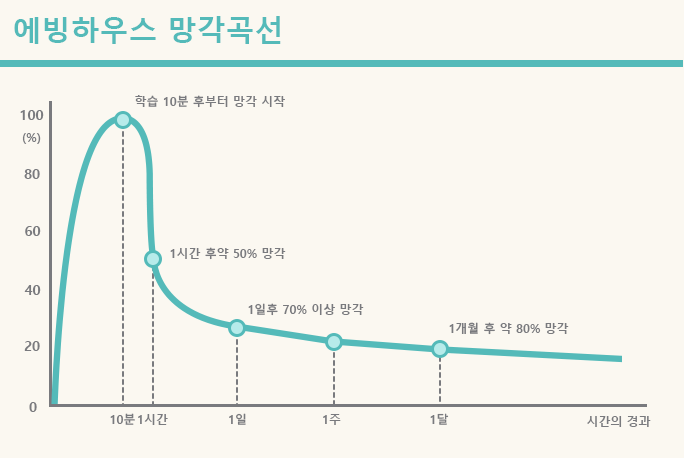 에빙하우스 망각곡선
학습 10분 후부터 망각 시작
100
(%)
80
60
1시간 후약 50% 망각
40
1일후 70% 이상 망각
1개월 후 약 80% 망각
20
0
10분 1시간 1일 1주 1달 시간의 경과